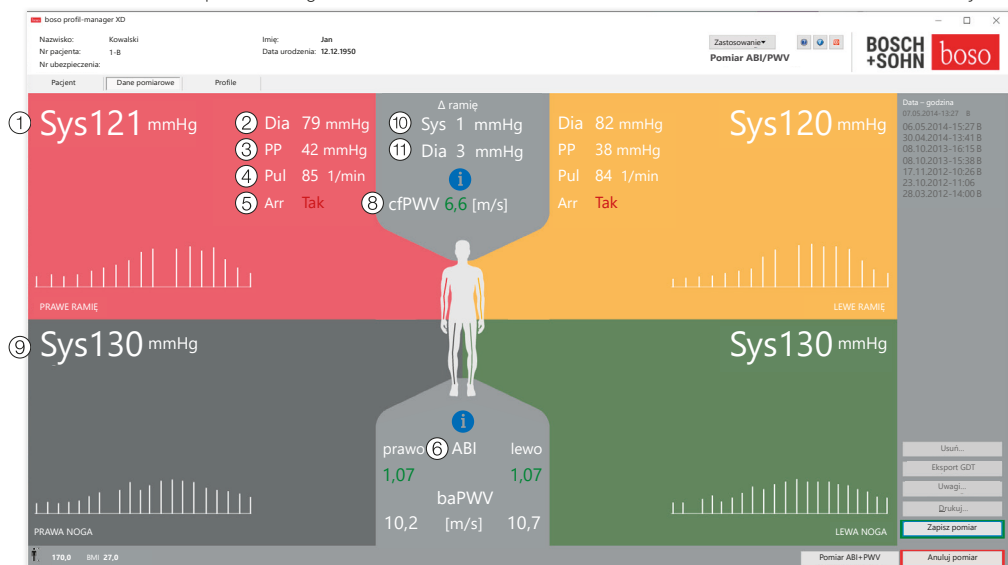 boso boso profil-manager XD
Nazwisko: Kowalski Imię: Jan Zastosowanie
Nr pacjenta: 1-B Data urodzenia: 12.12.1950 Pomiar ABI/PWV
Nr ubezpieczenia:
BOSCH
+SOHN boso
Pacjent Dane pomiarowe Profile
1 Sys121 mmHg
2 Dia 79 mmHg
3 PP 42 mmHg
4 Pul 85 1/min
5 Arr Tak
Δ ramię
10 Sys 1 mmHg
11 Dia 3 mmHg
i
8 cfPWV 6,6 [m/s]
Dia 82 mmHg
PP 38 mmHg
Pul 84 1/min
Arr Tak
Sys120 mmHg
Data – godzina
07.05.2014-13:27 B
06.05.2014-15:27 B
30.04.2014-13:41 B
08.10.2013-16:15 B
08.10.2013-15:38 B
17.11.2012-10:26 B
23.10.2012-11:06
28.03.2012-14:00 B
PRAWE RAMIĘ
LEWE RAMIĘ
9 Sys130 mmHg
Sys130 mmHg
i
prawo 6 ABI lewo
1,07 1,07
baPWV
10,2 [m/s] 10,7
PRAWA NOGA
LEWA NOGA
Usuń...
Eksport GDT
Uwagi...
Drukuj...
Zapisz pomiar
170,0 BMI 27,0
Pomiar ABI+PWV
Anuluj pomiar